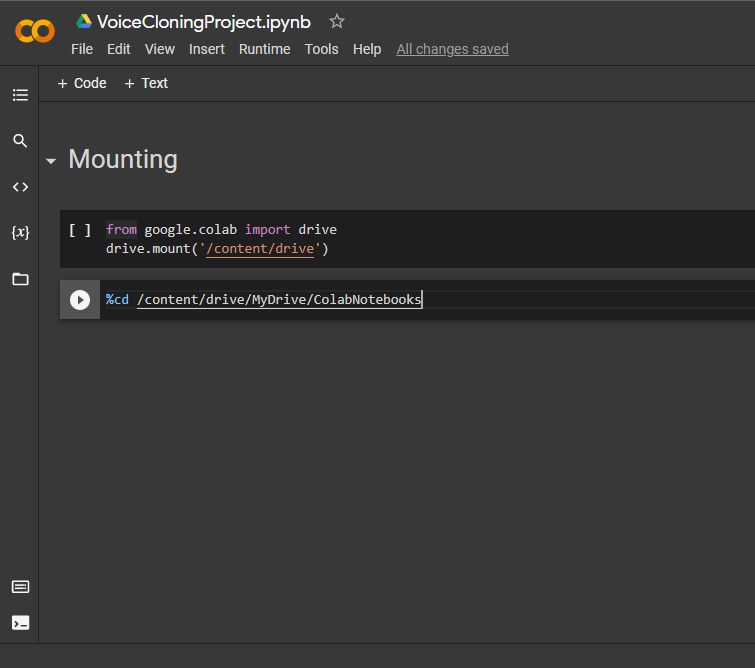 VoiceCloningProject.ipynb
File Edit View Insert Runtime Tools Help All changes saved
+ Code + Text
Mounting
[ ] from google.colab import drive
drive.mount('/content/drive')
%cd /content/drive/MyDrive/ColabNotebooks
{x}